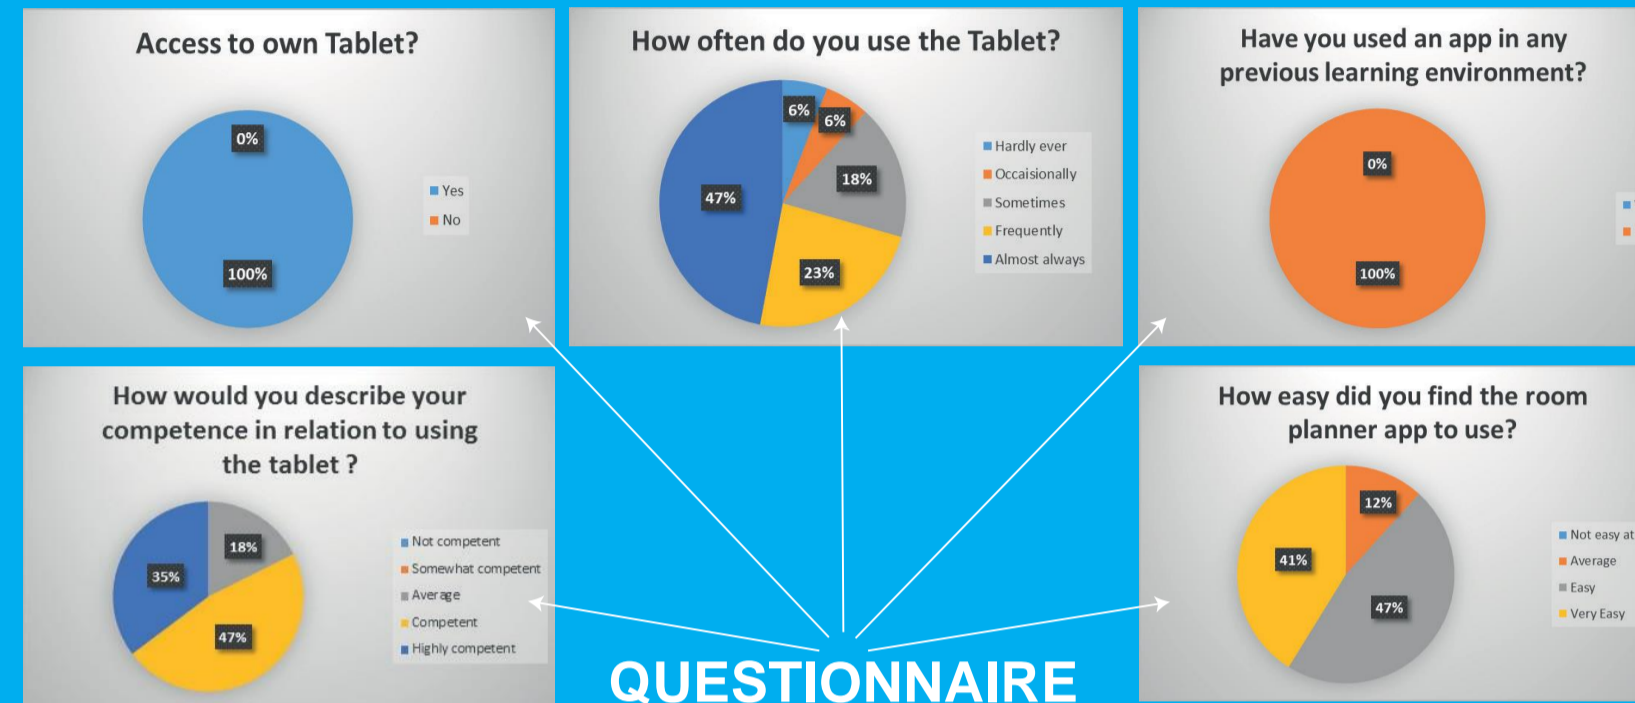 Access to own Tablet?
0%
100%
Yes
No
How often do you use the Tablet?
6%
6%
18%
23%
47%
Hardly ever
Occaisionally
Sometimes
Frequently
Almost always
Have you used an app in any
previous learning environment?
0%
100%
How would you describe your
competence in relation to using
the tablet ?
18%
35%
47%
Not competent
Somewhat competent
Average
Competent
Highly competent
How easy did you find the room
planner app to use?
12%
41%
47%
Not easy at
Average
Easy
Very Easy
QUESTIONNAIRE